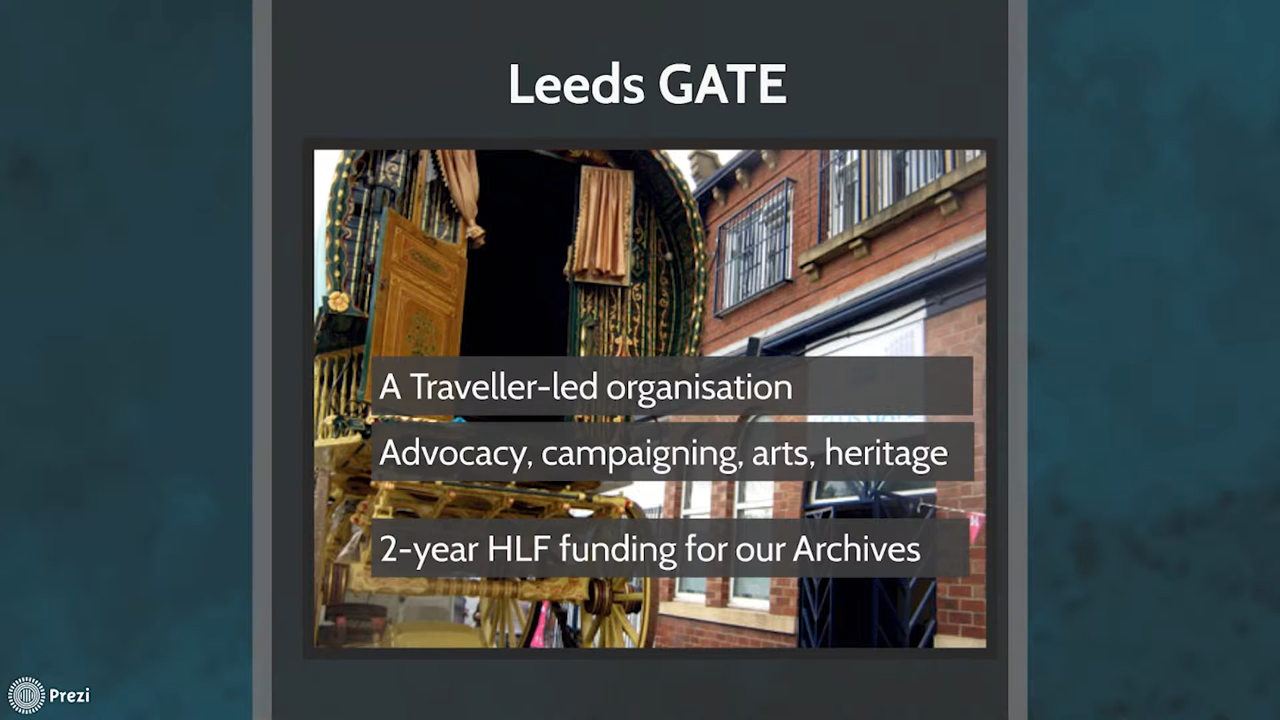 Leeds GATE
A Traveller-led organisation
Advocacy, campaigning, arts, heritage
2-year HLF funding for our Archives
Prezi